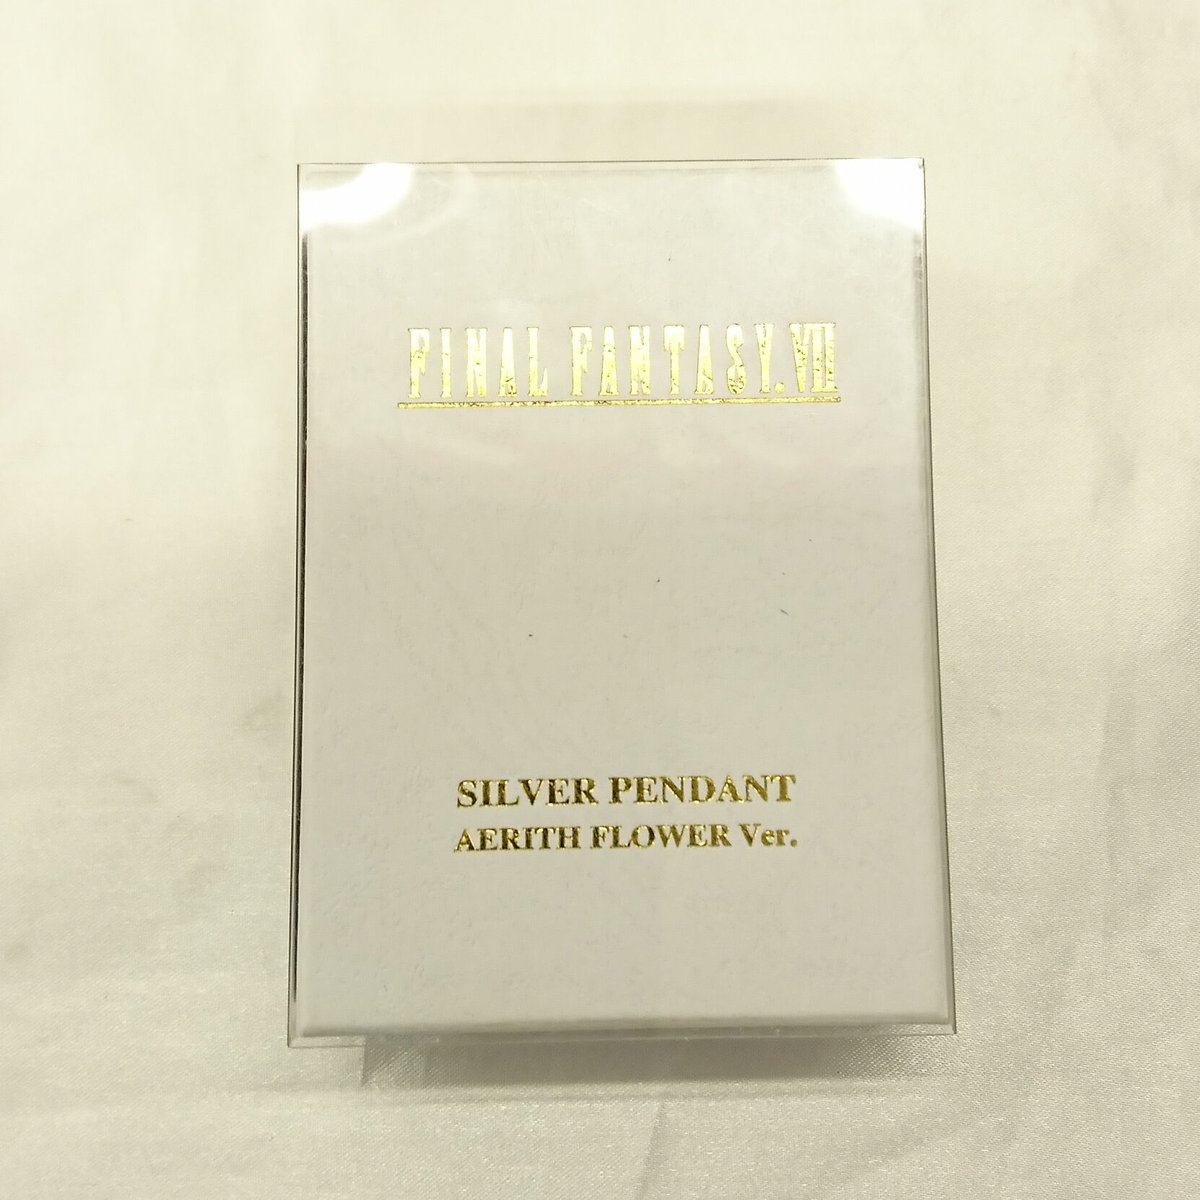 FINAL FANTASY.VII
SILVER PENDANT
AERITH FLOWER Ver.